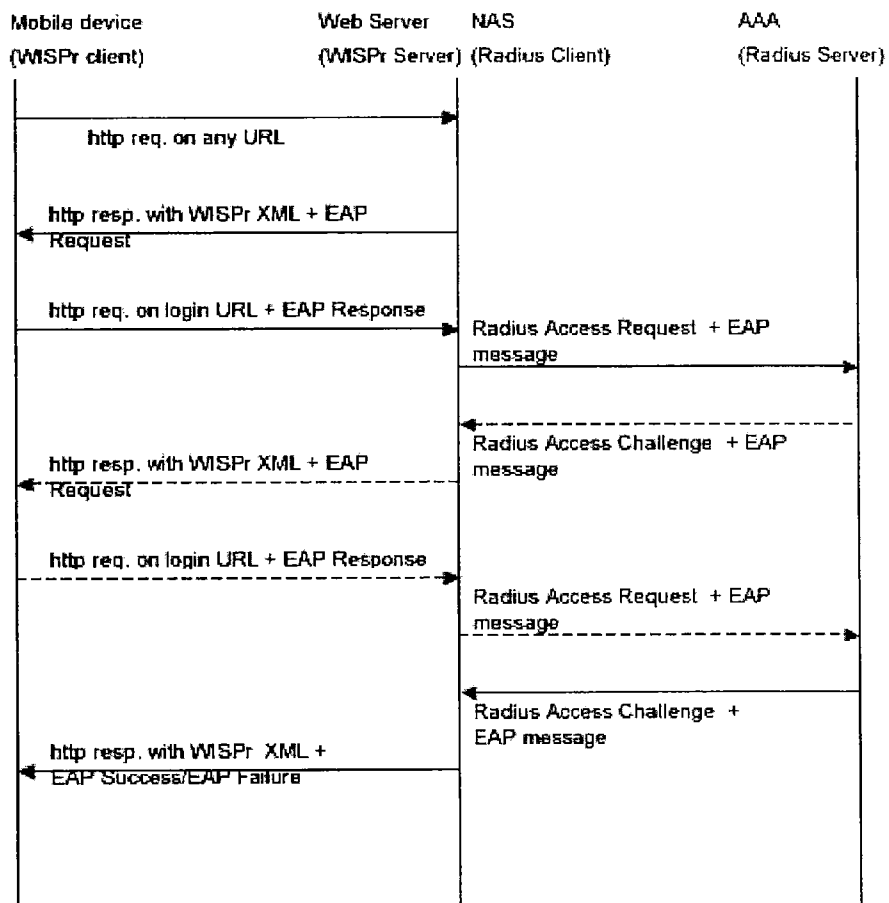 Mobile device
Web Server
NAS
AAA
(WISPr client)
(WISPr Server)
(Radius Client)
(Radius Server)
http req. on any URL
http resp. with WISPr XML + EAP
Request
http req. on login URL + EAP Response
Radius Access Request + EAP
message
Radius Access Challenge + EAP
message
http resp. with WISPr XML + EAP
Request
http req. on login URL + EAP Response
Radius Access Request + EAP
message
Radius Access Challenge +
EAP message
http resp. with WISPr XML +
EAP Success/EAP Failure